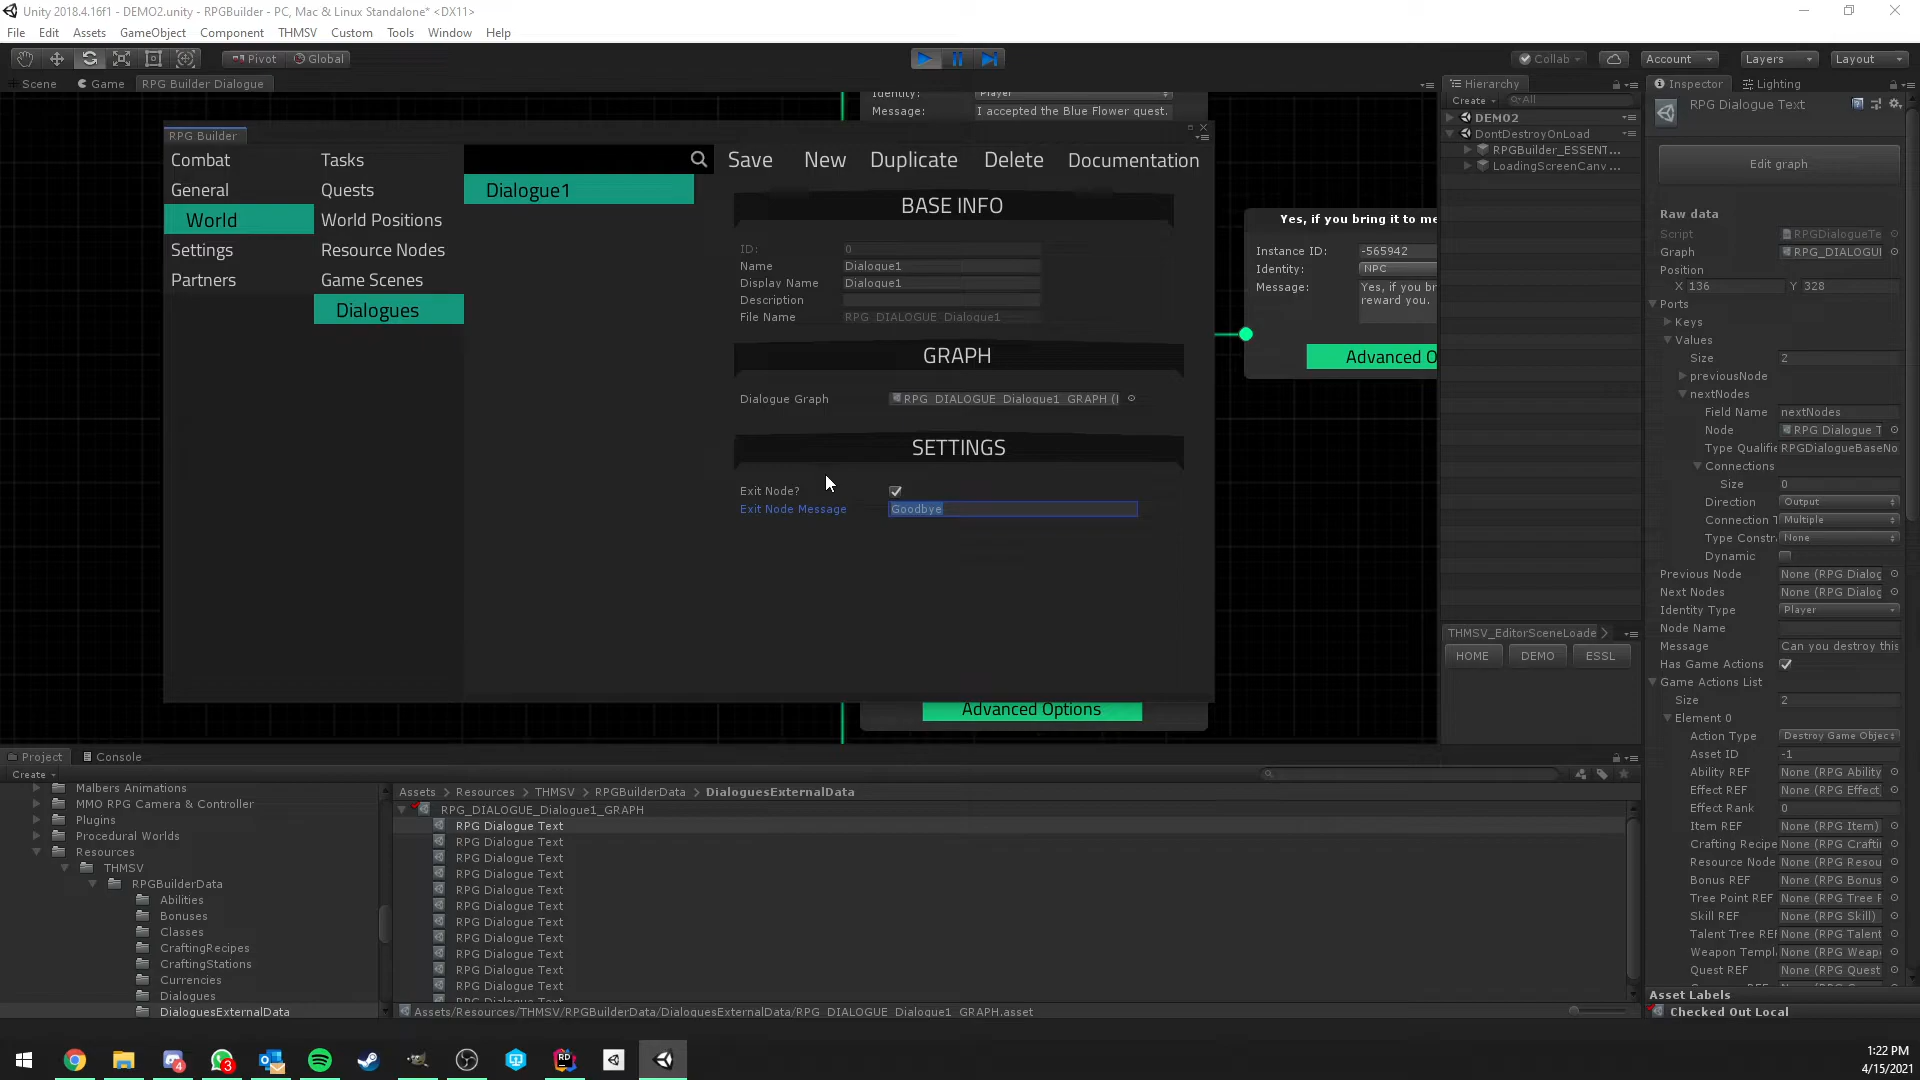 Unity 2018.4.16f1 - DEMO2.unity - RPGBuilder - PC, Mac & Linux Standalone* <DX11>
File Edit Assets GameObject Component THMSV Custom Tools Window Help
Pivot Global Collab Account Layers Layout
Scene Game RPG Builder Dialogue
Identity: Player
Message: I accepted the Blue Flower quest.
RPG Builder
Combat
General
World
Settings
Partners
Tasks
Quests
World Positions
Resource Nodes
Game Scenes
Dialogues
Dialogue1
Save New Duplicate Delete Documentation
BASE INFO
ID: 0
Name Dialogue1
Display Name Dialogue1
Description
File Name RPG_DIALOGUE_Dialogue1
GRAPH
Dialogue Graph RPG_DIALOGUE_Dialogue1_GRAPH (I
SETTINGS
Exit Node?
Exit Node Message Goodbye
Yes, if you bring it to me
Instance ID: -565942
Identity: NPC
Message: Yes, if you br
reward you.
Advanced O
Advanced Options
Hierarchy
Create All
DEMO2
DontDestroyOnLoad
RPGBuilder_ESSENT...
LoadingScreenCanv...
THMSV_EditorSceneLoade
HOME DEMO ESSL
Inspector Lighting
RPG Dialogue Text
Edit graph
Raw data
Script RPGDialogueTe
Graph RPG_DIALOGUI
Position
X 136 Y 328
Ports
Keys
Values
Size 2
previousNode
nextNodes
Field Name nextNodes
Node RPG Dialogue T
Type Qualifie RPGDialogueBaseNo
Connections
Size 0
Direction Output
Connection T Multiple
Type Constr None
Dynamic
Previous Node None (RPG Dialog
Next Nodes None (RPG Dialog
Identity Type Player
Node Name
Message Can you destroy this
Has Game Actions
Game Actions List
Size 2
Element 0
Action Type Destroy Game Objec
Asset ID -1
Ability REF None (RPG Ability
Effect REF None (RPG Effect
Effect Rank 0
Item REF None (RPG Item)
Crafting Recipe None (RPG Crafti
Resource Node None (RPG Resou
Bonus REF None (RPG Bonus
Tree Point REF None (RPG Tree P
Skill REF None (RPG Skill)
Talent Tree REF None (RPG Talent
Weapon Templ None (RPG Weap
Quest REF None (RPG Quest
Asset Labels
Checked Out Local
Project Console
Create
Malbers Animations
MMO RPG Camera & Controller
Plugins
Procedural Worlds
Resources
THMSV
RPGBuilderData
Abilities
Bonuses
Classes
CraftingRecipes
CraftingStations
Currencies
Dialogues
DialoguesExternalData
Assets > Resources > THMSV > RPGBuilderData > DialoguesExternalData
RPG_DIALOGUE_Dialogue1_GRAPH
RPG Dialogue Text
RPG Dialogue Text
RPG Dialogue Text
RPG Dialogue Text
RPG Dialogue Text
RPG Dialogue Text
RPG Dialogue Text
RPG Dialogue Text
RPG Dialogue Text
RPG Dialogue Text
RPG Dialogue Text
RPG Dialogue Text
Assets/Resources/THMSV/RPGBuilderData/DialoguesExternalData/RPG_DIALOGUE_Dialogue1_GRAPH.asset
4
3
RD
1:22 PM
4/15/2021